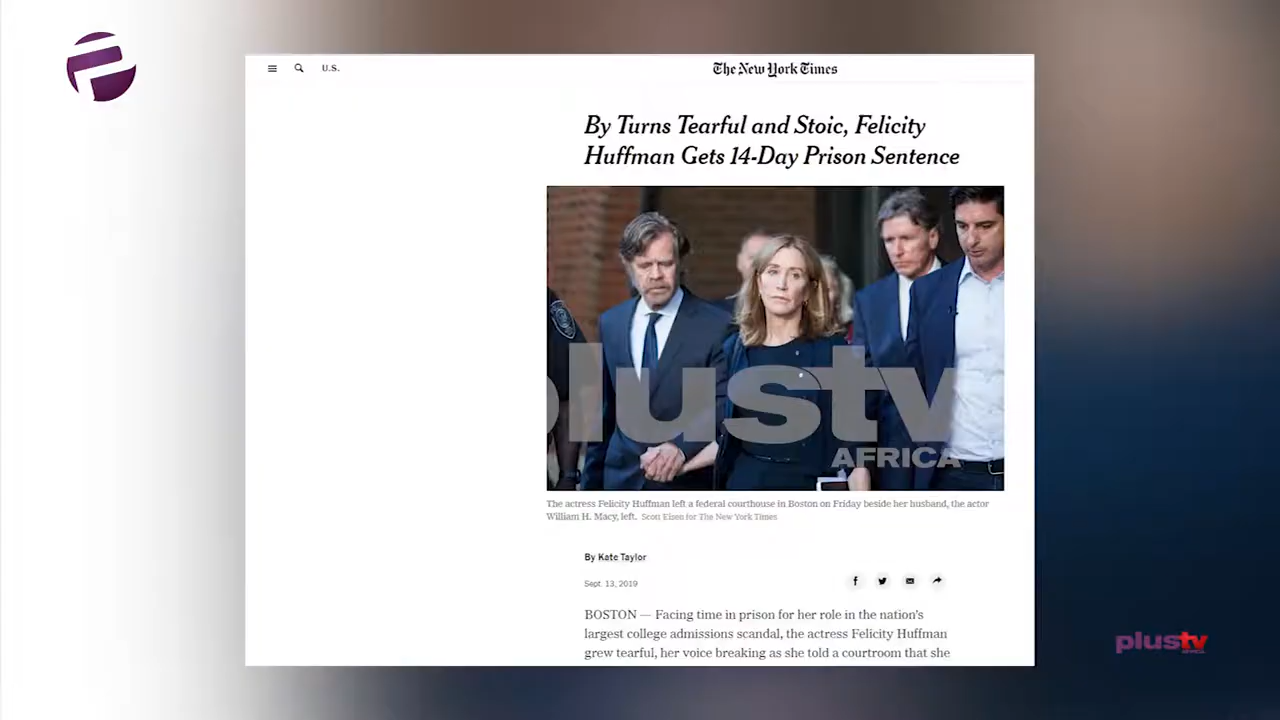 U.S.
The New York Times
By Turns Tearful and Stoic, Felicity
Huffman Gets 14-Day Prison Sentence
plustv
AFRICA
The actress Felicity Huffman left a federal courthouse in Boston on Friday beside her husband, the actor
William H. Macy, left. Scott Eisen for The New York Times
By Kate Taylor
Sept. 13, 2019
BOSTON — Facing time in prison for her role in the nation's
largest college admissions scandal, the actress Felicity Huffman
grew tearful, her voice breaking as she told a courtroom that she
plustv
AFRICA